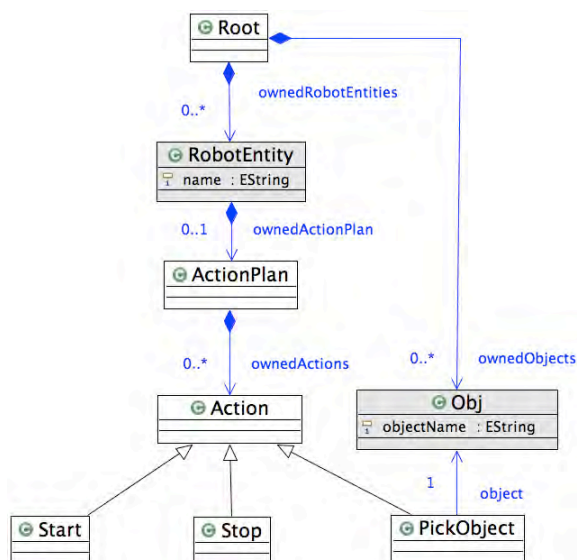 Root
ownedRobotEntities
0..*
RobotEntity
name : EString
0..1 ownedActionPlan
ActionPlan
0..* ownedActions
0..* ownedObjects
Action
Obj
objectName : EString
1
object
Start
Stop
PickObject